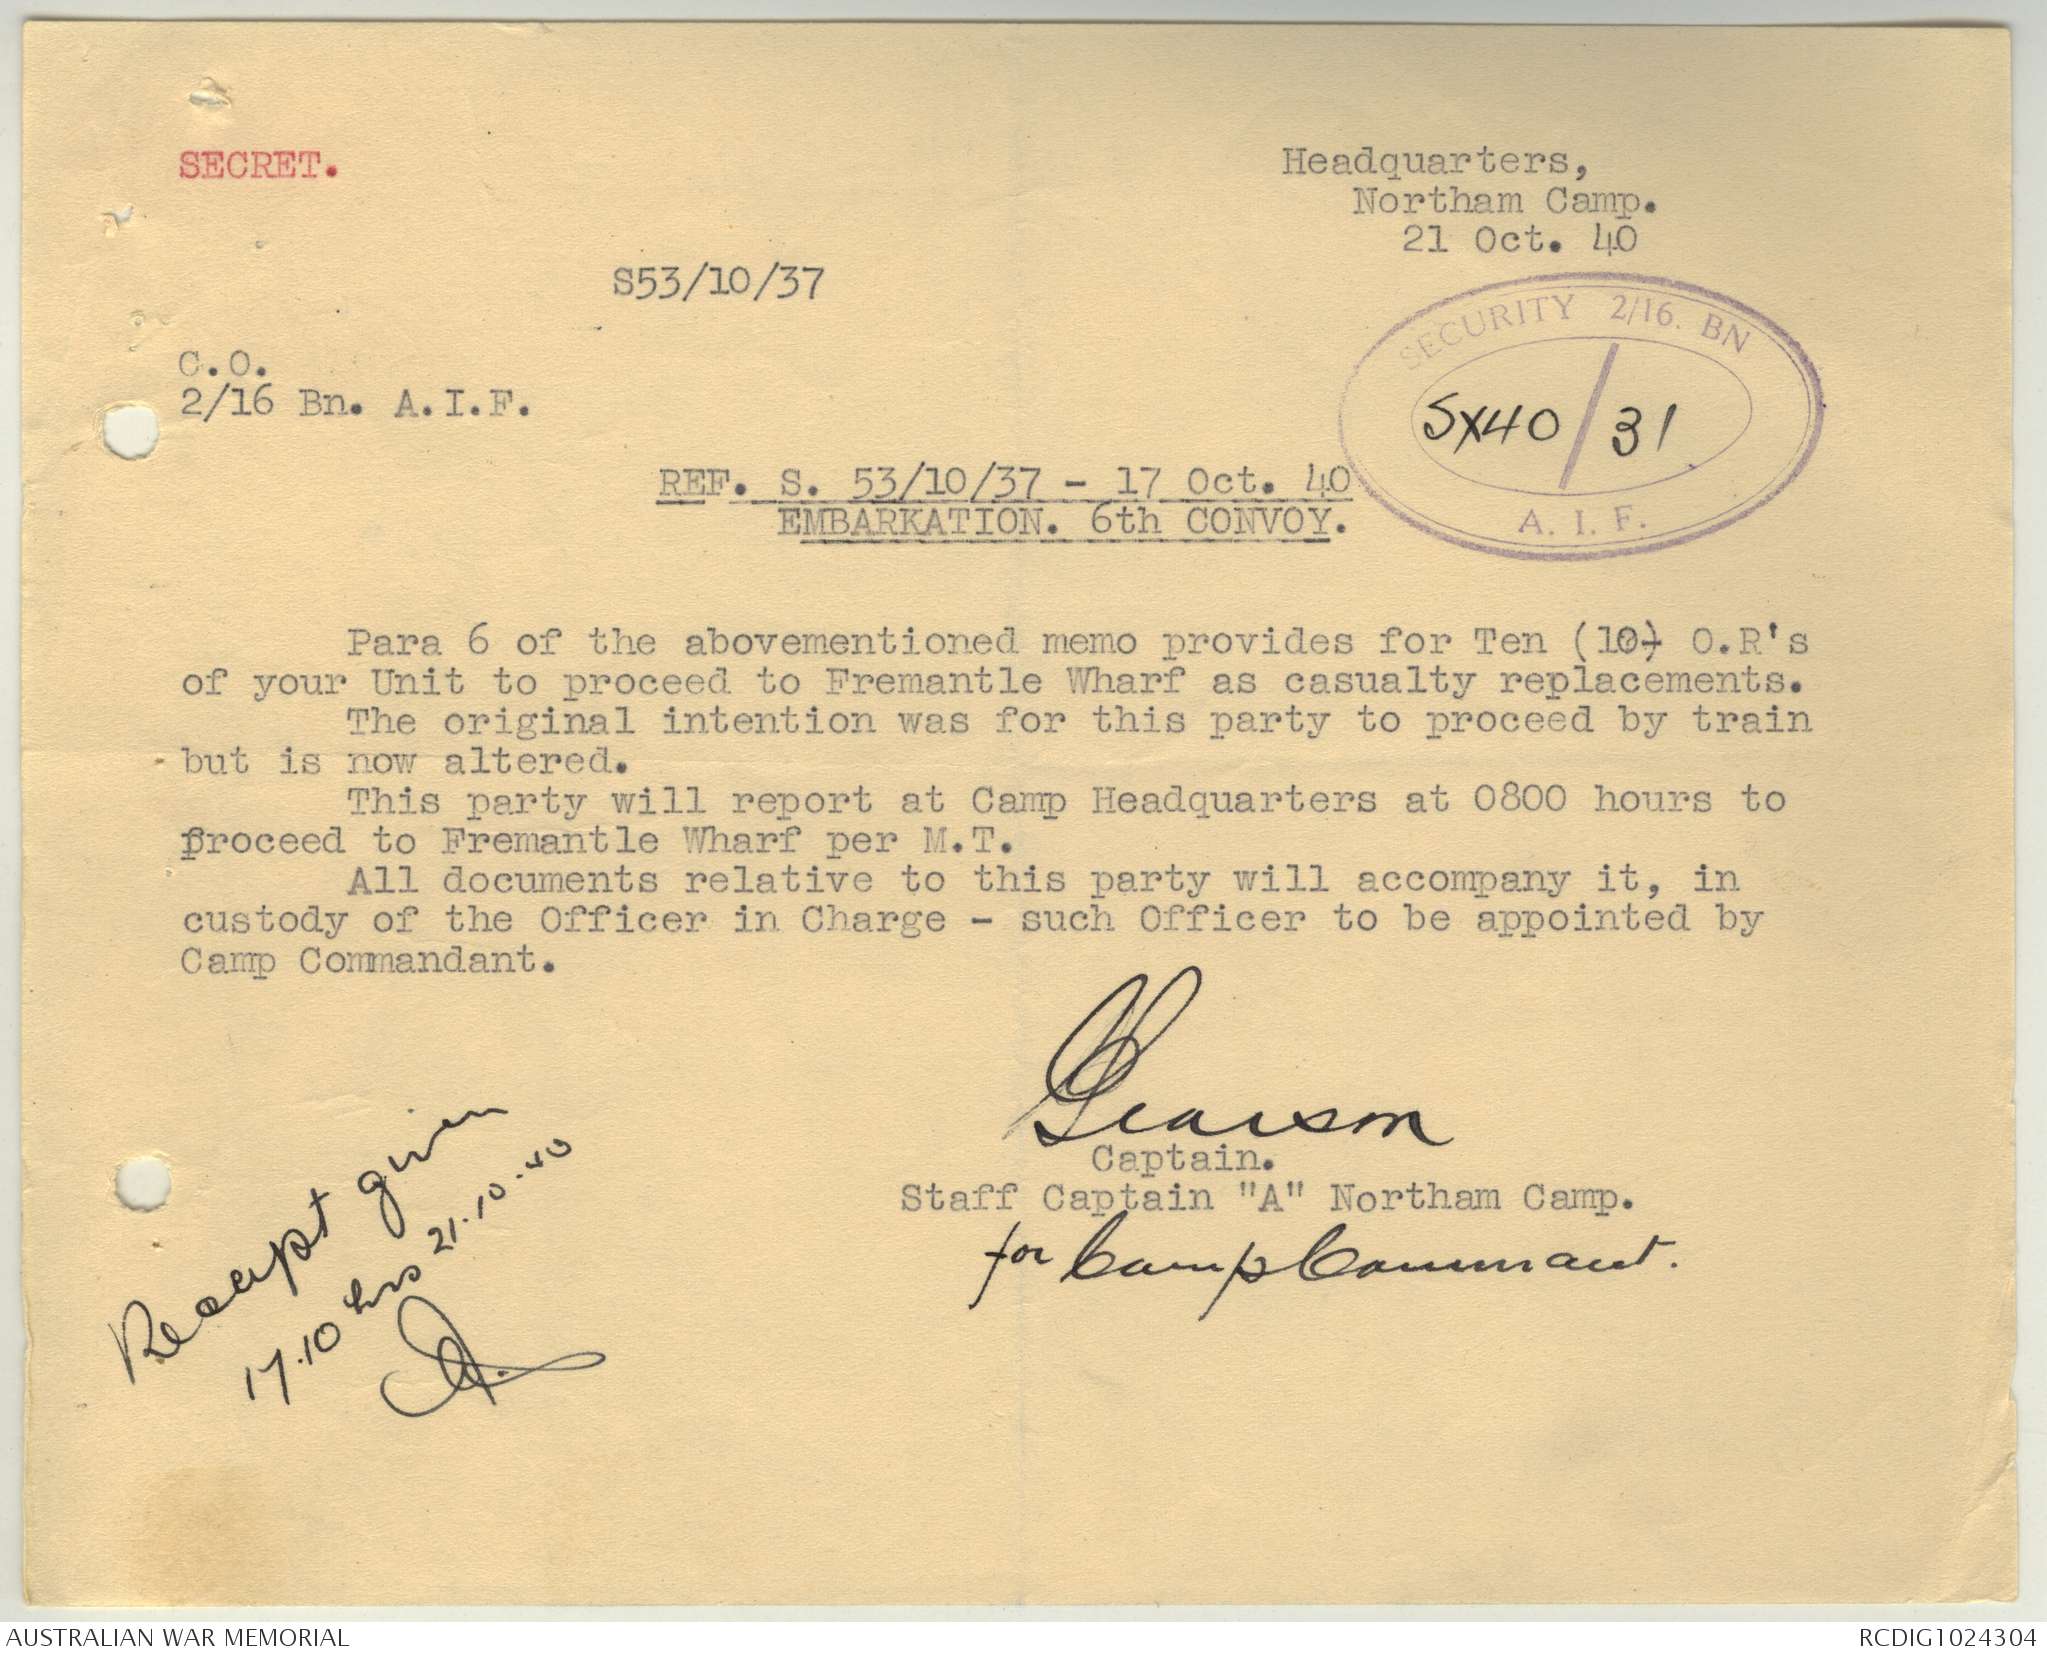 SECRET.
Headquarters,
Northam Camp.
21 Oct. 40
S53/10/37
SECURITY 2/16. BN
SX40/31
A. I. F.
C.O.
2/16 Bn. A.I.F.
REF. S. 53/10/37 - 17 Oct. 40
EMBARKATION. 6th CONVOY.
Para 6 of the abovementioned memo provides for Ten (10) O.R's
of your Unit to proceed to Fremantle Wharf as casualty replacements.
The original intention was for this party to proceed by train
but is now altered.
This party will report at Camp Headquarters at 0800 hours to
proceed to Fremantle Wharf per M.T.
All documents relative to this party will accompany it, in
custody of the Officer in Charge - such Officer to be appointed by
Camp Commandant.
Captain.
Staff Captain "A" Northam Camp.
for Camp Commant.
Receipt given
17.10 hrs 21.10.40
AUSTRALIAN WAR MEMORIAL
RCDIG1024304